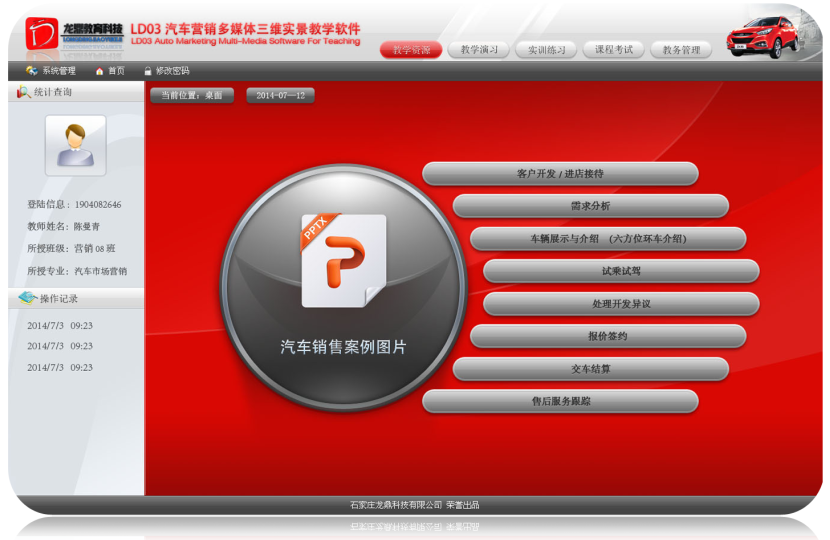 龙鼎教育科技
LONGDINGJIAOYUKEJI
LD03 汽车营销多媒体三维实景教学软件
LD03 Auto Marketing Multi-Media Software For Teaching
教学资源 教学演习 实训练习 课程考试 教务管理
系统管理 首页 修改密码
统计查询
当前位置：桌面 2014-07—12
登陆信息：1904082646
教师姓名：陈曼青
所授班级：营销 08 班
所授专业：汽车市场营销
操作记录
2014/7/3 09:23
2014/7/3 09:23
2014/7/3 09:23
PPTX
汽车销售案例图片
客户开发 / 进店接待
需求分析
车辆展示与介绍 (六方位环车介绍)
试乘试驾
处理开发异议
报价签约
交车结算
售后服务跟踪
石家庄龙鼎科技有限公司 荣誉出品